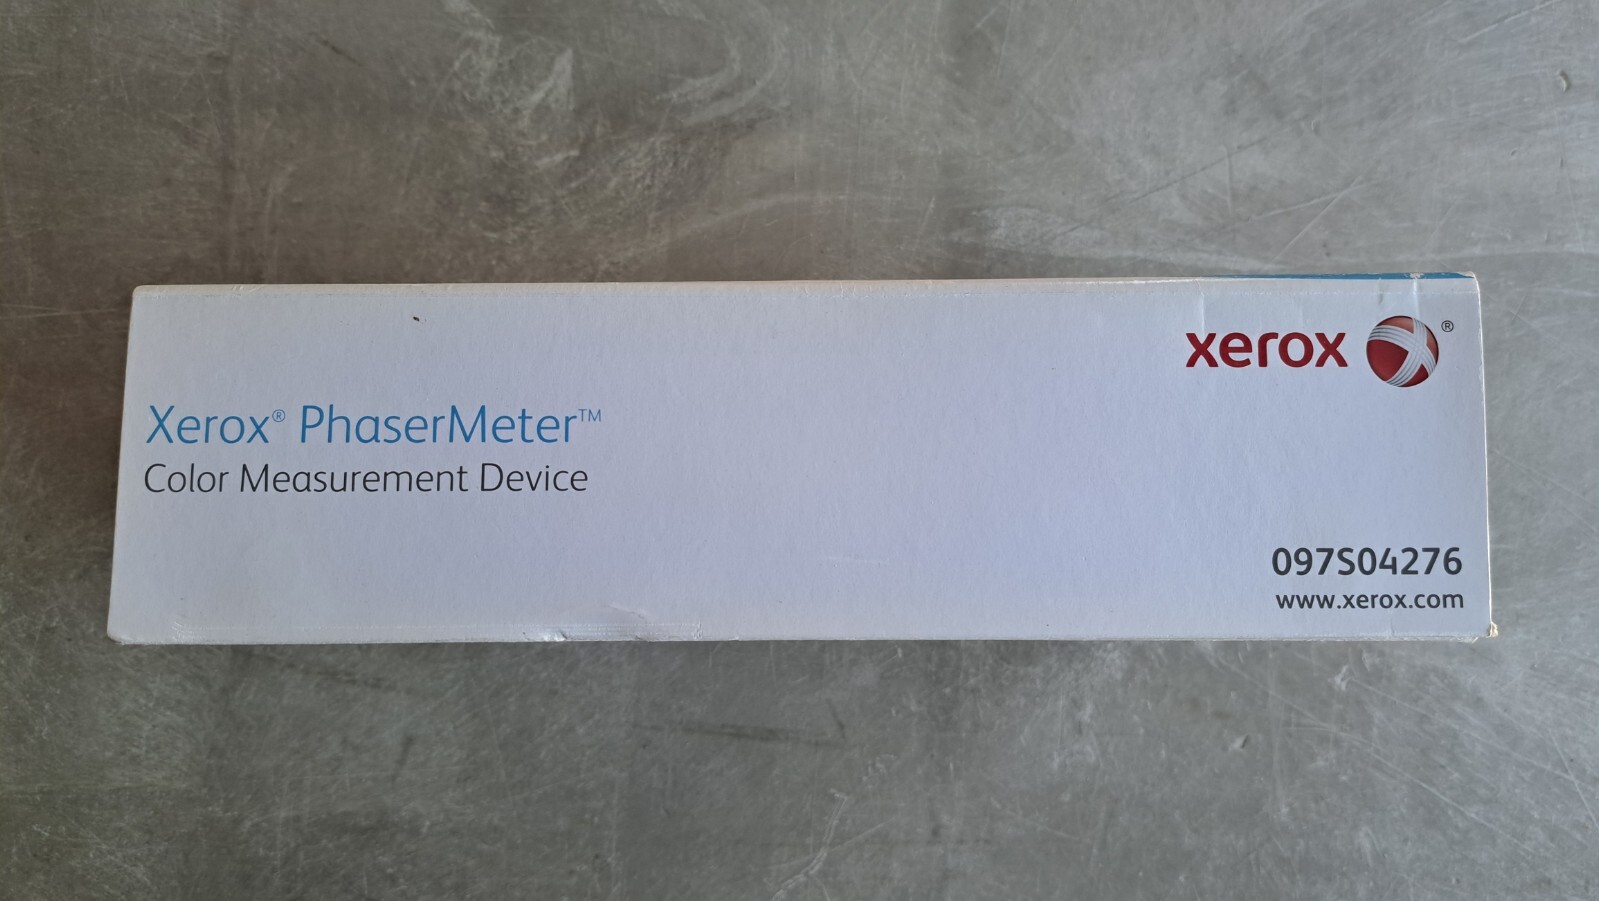 xerox ®
Xerox® PhaserMeter™
Color Measurement Device
097S04276
www.xerox.com